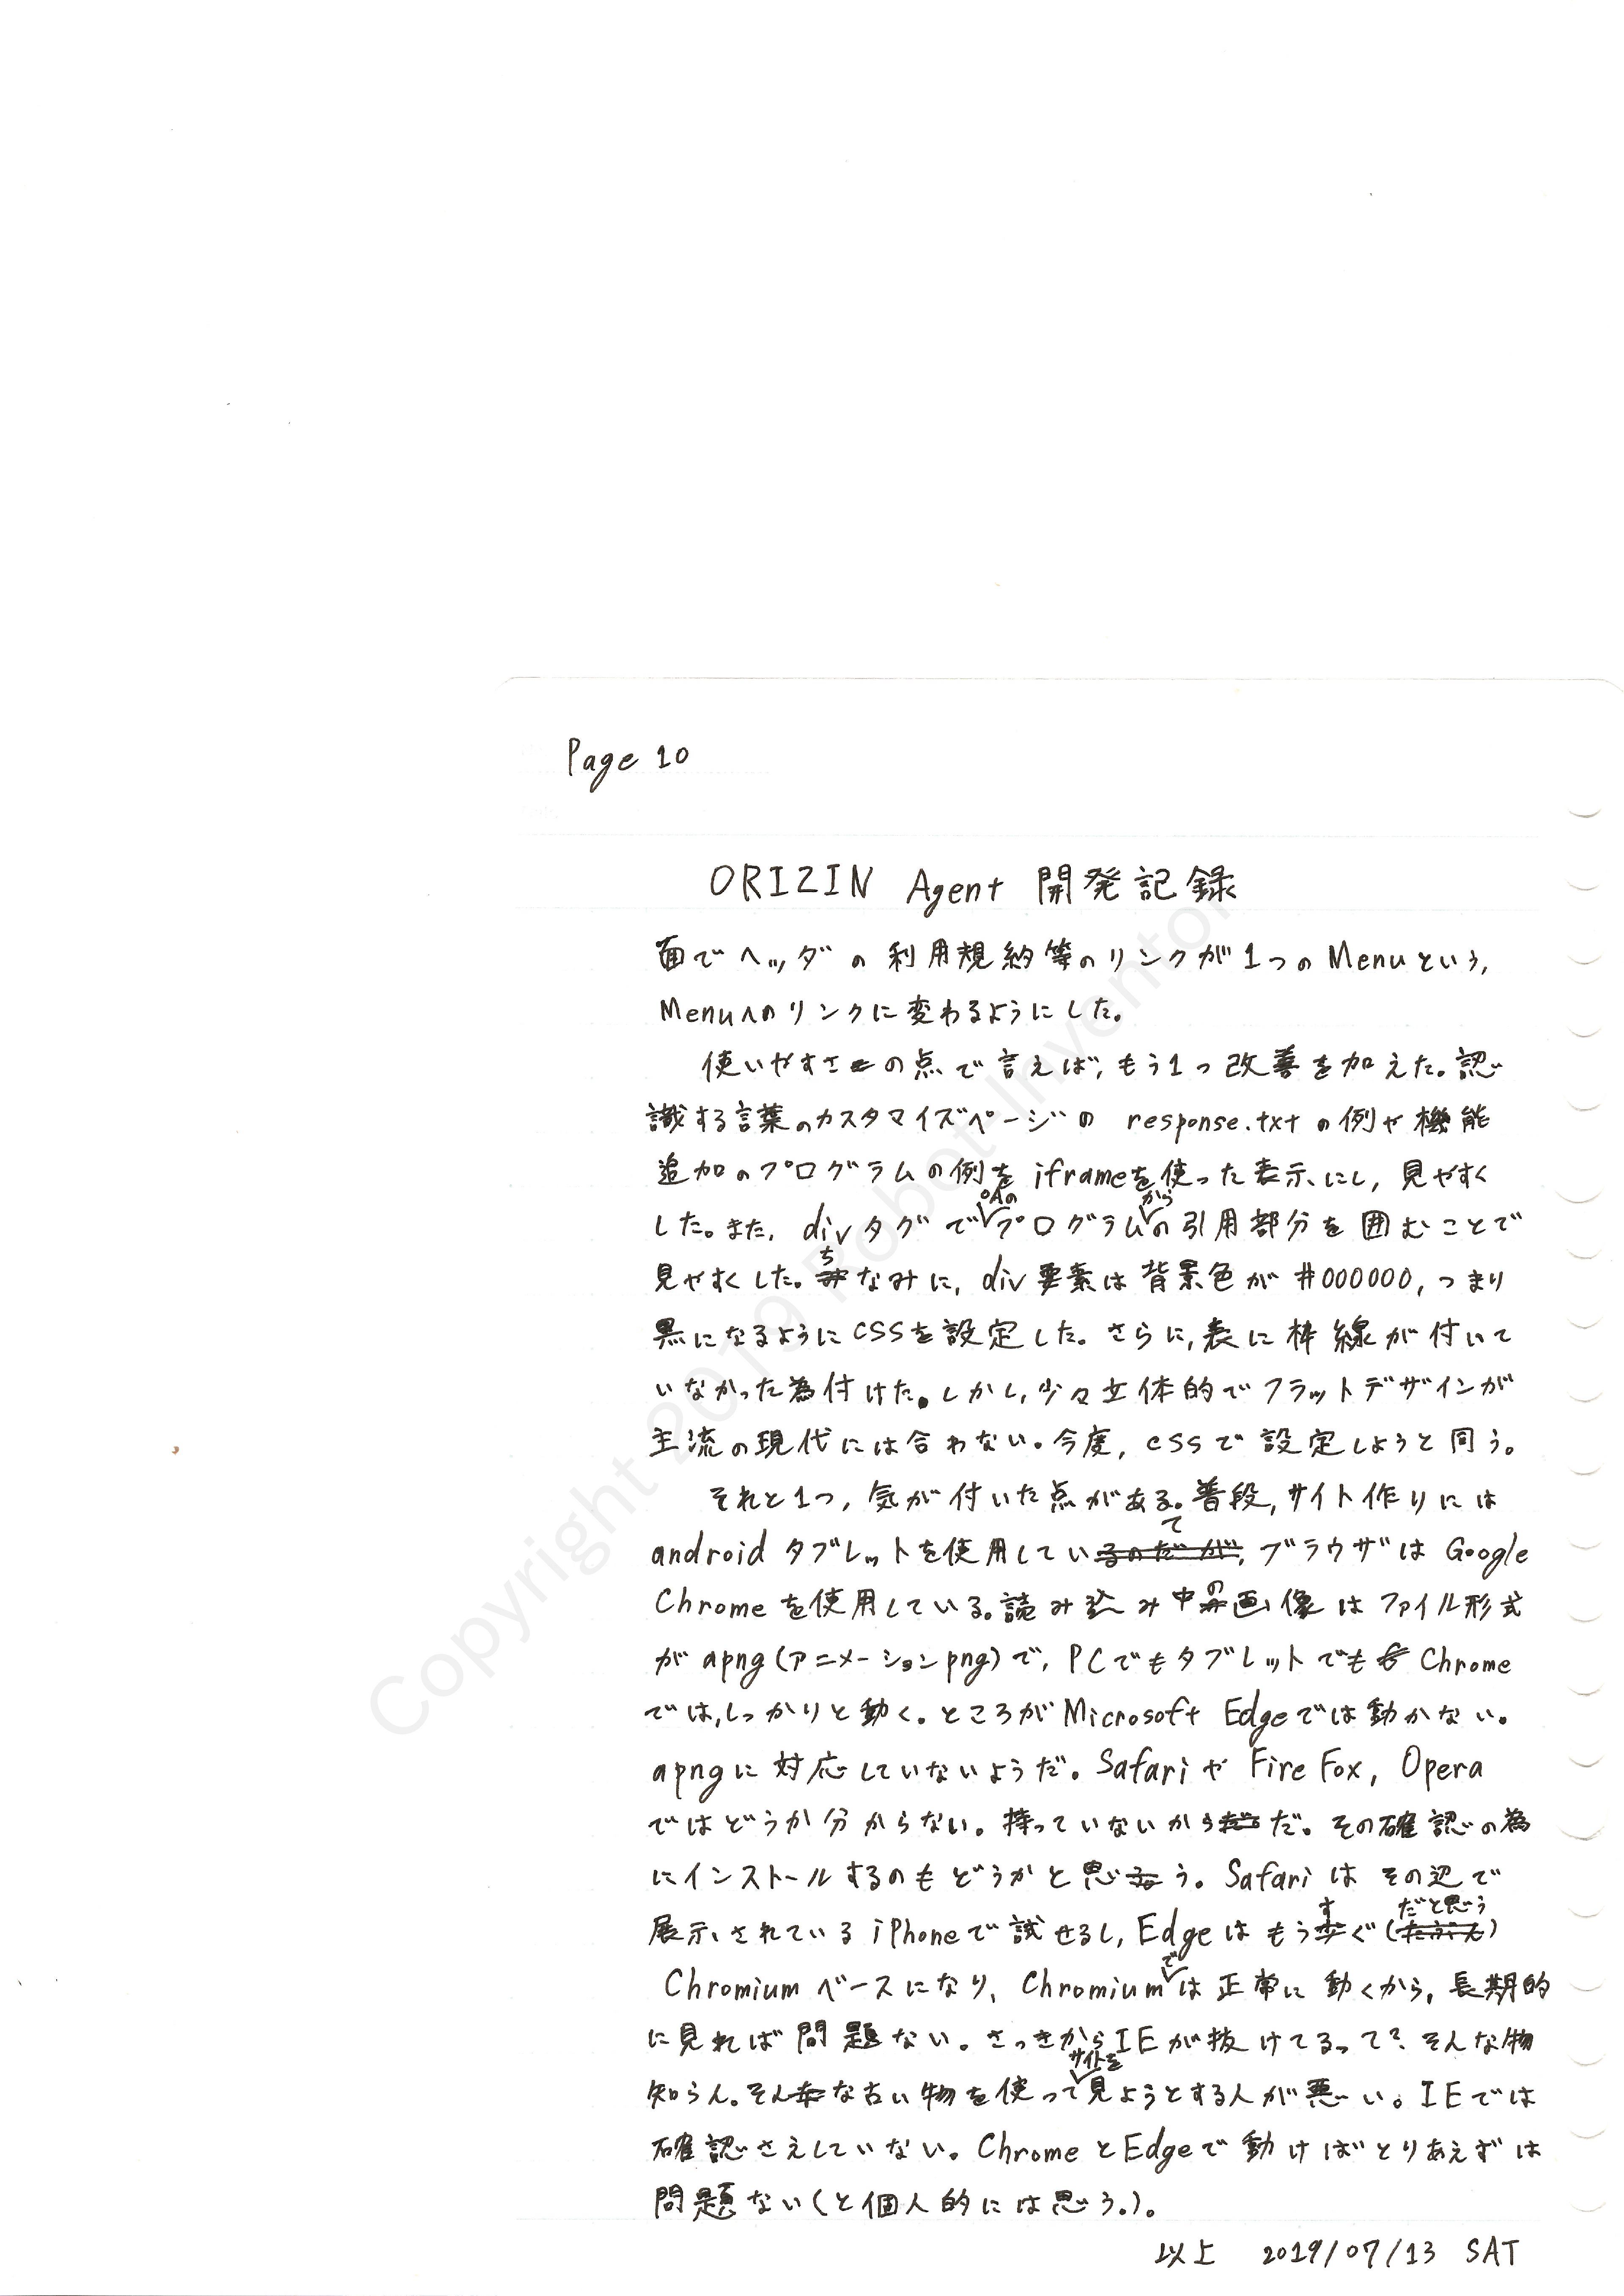 Page 10
ORIZIN Agent 開発記録
面でヘッダの利用規約等のリンクが1つのMenuという,
Menuへのリンクに変わるようにした。
使いやすさの点で言えば,もう1つ改善を加えた。認
識する言葉のカスタマイズページの response.txtの例や機能
追加のプログラムの例を iframeを使った表示にし,見やすく
した。また, divタグでOAのプログラムからの引用部分を囲むことで
見やすくした。ちなみに, div要素は背景色が #000000,つまり
黒になるようにCSSを設定した。さらに,表に枠線が付いて
いなかった為付けた。しかし,少々立体的でフラットデザインが
主流の現代には合わない。今度, cssで設定しようと同う。
それと1つ,気が付いた点がある。普段,サイト作りには
androidタブレットを使用していて,ブラウザは Google
Chromeを使用している。読み込み中の画像はファイル形式
がapng(アニメーションpng)で, PCでもタブレットでも Chrome
では,しっかりと動く。ところがMicrosoft Edgeでは動かない。
apngに対応していないようだ。Safariや FireFox, Opera
ではどうか分からない。持っていないからだ。その確認の為
にインストールするのもどうかと思う。Safariは その辺で
展示されている iPhoneで試せるし, Edgeはもうすぐ(だと思う)
Chromiumベースになり、Chromiumでは正常に動くから,長期的
に見れば問題ない。さっきからIEが抜けてるって?そんな物
知らん。そんな古い物を使ってサイトを見ようとする人が悪い。IEでは
確認さえしていない。ChromeとEdgeで動けばとりあえずは
問題ない(と個人的には思う.)。
以上 2019/07/13 SAT
Copyright 2019 Robot-Inventor